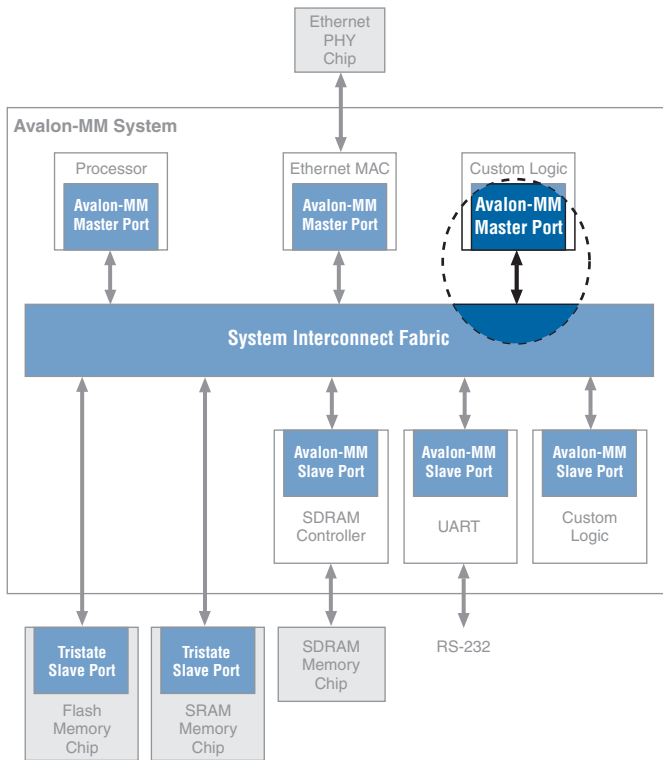 Ethernet
PHY
Chip
Avalon-MM System
Processor
Avalon-MM
Master Port
Ethernet MAC
Avalon-MM
Master Port
Custom Logic
Avalon-MM
Master Port
System Interconnect Fabric
Avalon-MM
Slave Port
SDRAM
Controller
Avalon-MM
Slave Port
UART
Avalon-MM
Slave Port
Custom
Logic
Tristate
Slave Port
Flash
Memory
Chip
Tristate
Slave Port
SRAM
Memory
Chip
SDRAM
Memory
Chip
RS-232